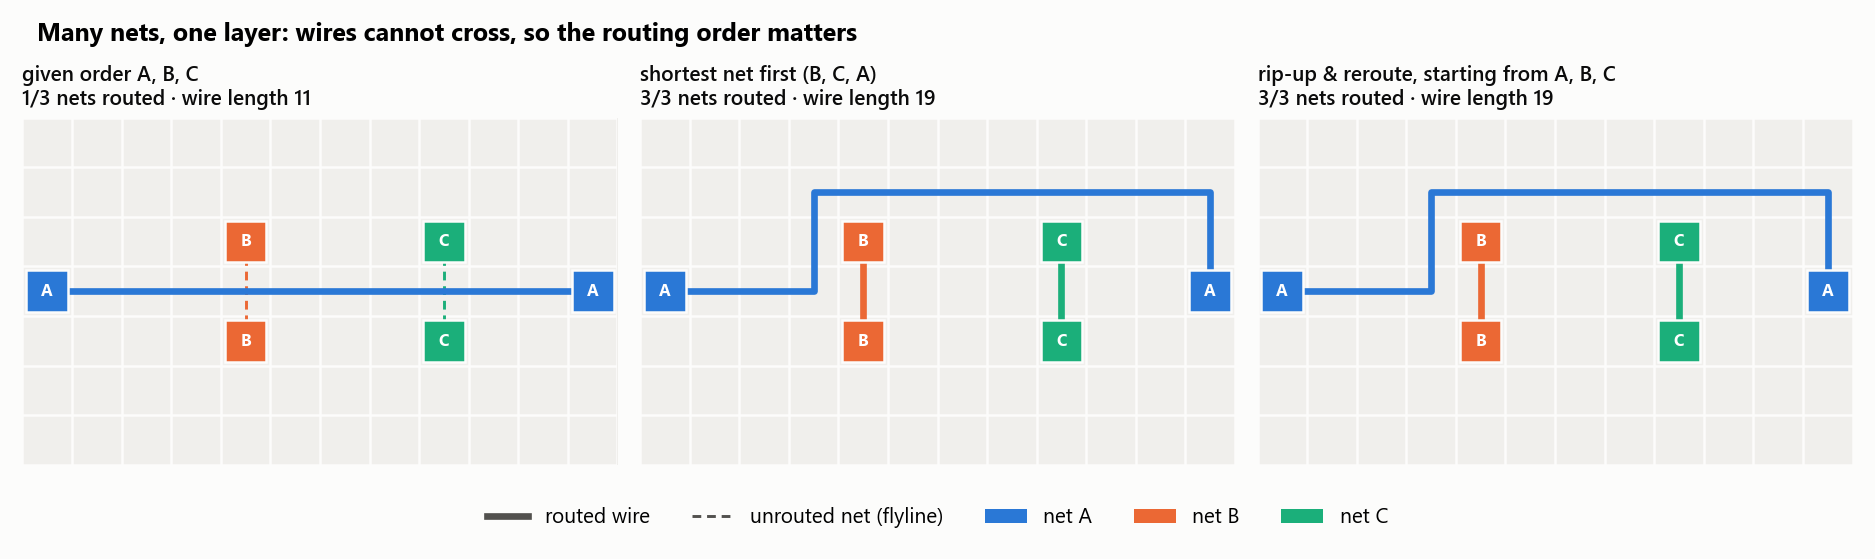 Many nets, one layer: wires cannot cross, so the routing order matters
given order A, B, C
1/3 nets routed · wire length 11
B
C
A
A
B
C
shortest net first (B, C, A)
3/3 nets routed · wire length 19
B
C
A
A
B
C
rip-up & reroute, starting from A, B, C
3/3 nets routed · wire length 19
B
C
A
A
B
C
routed wire
unrouted net (flyline)
net A
net B
net C